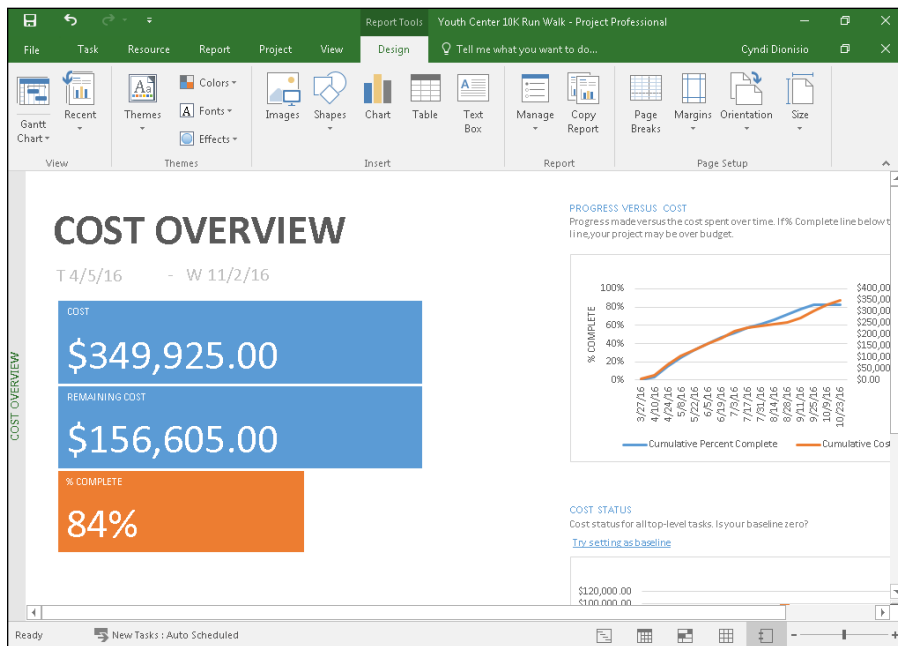 Report Tools
Youth Center 10K Run Walk - Project Professional
File Task Resource Report Project View Design Tell me what you want to do... Cyndi Dionisio
Gantt
Chart
Recent
Themes
Colors
Fonts
Effects
Images
Shapes
Chart
Table
Text
Box
Manage
Copy
Report
Page
Breaks
Margins
Orientation
Size
View Themes Insert Report Page Setup
COST OVERVIEW
COST OVERVIEW
T 4/5/16 - W 11/2/16
COST
$349,925.00
REMAINING COST
$156,605.00
% COMPLETE
84%
PROGRESS VERSUS COST
Progress made versus the cost spent over time. If % Complete line below t
line, your project may be over budget.
% COMPLETE
100%
80%
60%
40%
20%
0%
$400,00
$350,00
$300,00
$250,00
$200,00
$150,00
$100,00
$50,000
$0.00
3/27/16
4/10/16
4/24/16
5/8/16
5/22/16
6/5/16
6/19/16
7/3/16
7/17/16
7/31/16
8/14/16
8/28/16
9/11/16
9/25/16
10/9/16
10/23/16
Cumulative Percent Complete
Cumulative Cos
COST STATUS
Cost status for all top-level tasks. Is your baseline zero?
Try setting as baseline
$120,000.00
$100,000.00
Ready
New Tasks : Auto Scheduled